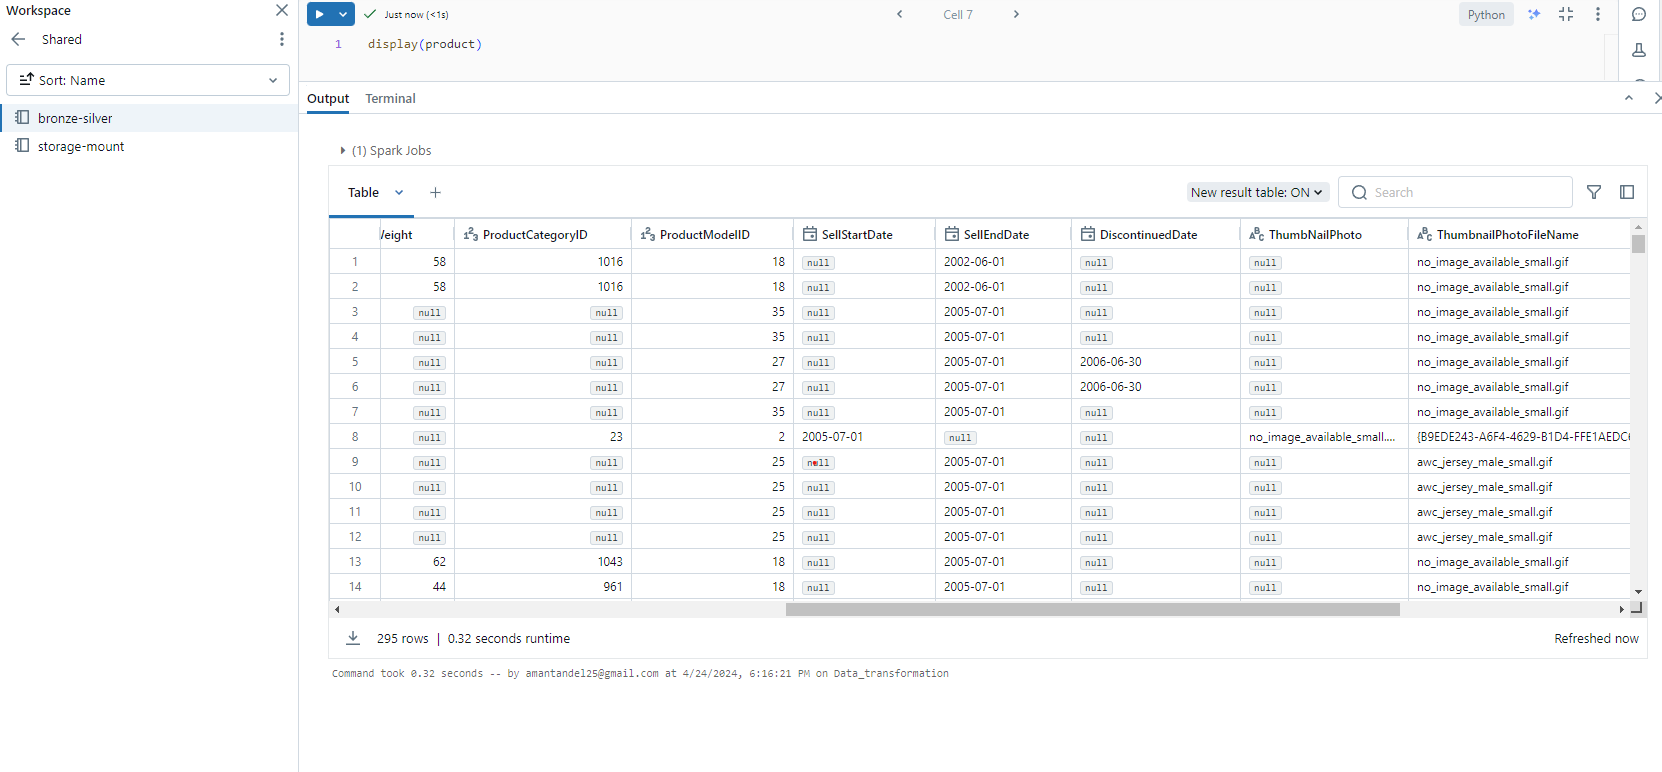 Workspace
Shared
Sort: Name
bronze-silver
storage-mount
Just now (<1s)
Cell 7
Python
1 display(product)
Output Terminal
(1) Spark Jobs
Table
New result table: ON
Search
Weight ProductCategoryID ProductModelID SellStartDate SellEndDate DiscontinuedDate ThumbNailPhoto ThumbnailPhotoFileName
1 58 1016 18 null 2002-06-01 null null no_image_available_small.gif
2 58 1016 18 null 2002-06-01 null null no_image_available_small.gif
3 null null 35 null 2005-07-01 null null no_image_available_small.gif
4 null null 35 null 2005-07-01 null null no_image_available_small.gif
5 null null 27 null 2005-07-01 2006-06-30 null no_image_available_small.gif
6 null null 27 null 2005-07-01 2006-06-30 null no_image_available_small.gif
7 null null 35 null 2005-07-01 null null no_image_available_small.gif
8 null 23 2 2005-07-01 null null no_image_available_small.... {B9EDE243-A6F4-4629-B1D4-FFE1AEDC
9 null null 25 null 2005-07-01 null null awc_jersey_male_small.gif
10 null null 25 null 2005-07-01 null null awc_jersey_male_small.gif
11 null null 25 null 2005-07-01 null null awc_jersey_male_small.gif
12 null null 25 null 2005-07-01 null null awc_jersey_male_small.gif
13 62 1043 18 null 2005-07-01 null null no_image_available_small.gif
14 44 961 18 null 2005-07-01 null null no_image_available_small.gif
295 rows | 0.32 seconds runtime
Refreshed now
Command took 0.32 seconds -- by amantandel25@gmail.com at 4/24/2024, 6:16:21 PM on Data_transformation